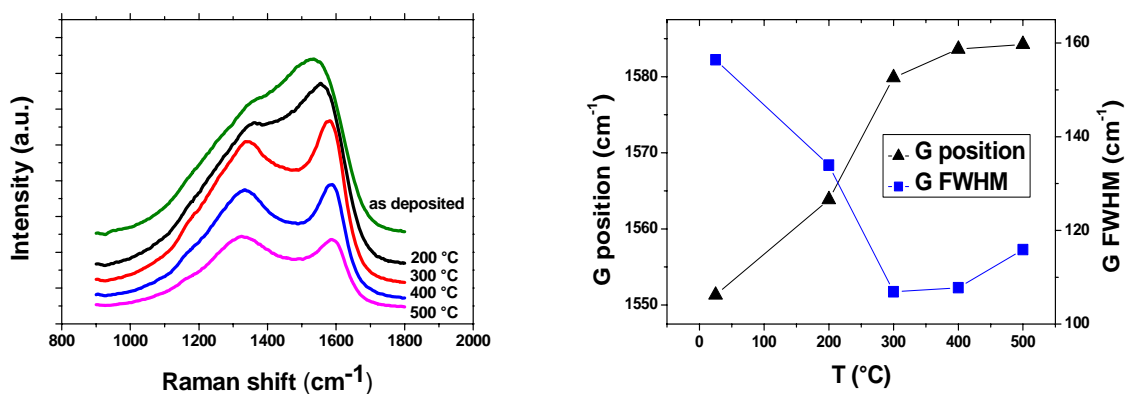 Intensity (a.u.)
as deposited
200 °C
300 °C
400 °C
500 °C
800 1000 1200 1400 1600 1800 2000
Raman shift (cm-1)
G position (cm-1)
1580
1570
1560
1550
G position
G FWHM
160
140
120
100
G FWHM (cm-1)
0 100 200 300 400 500
T (°C)